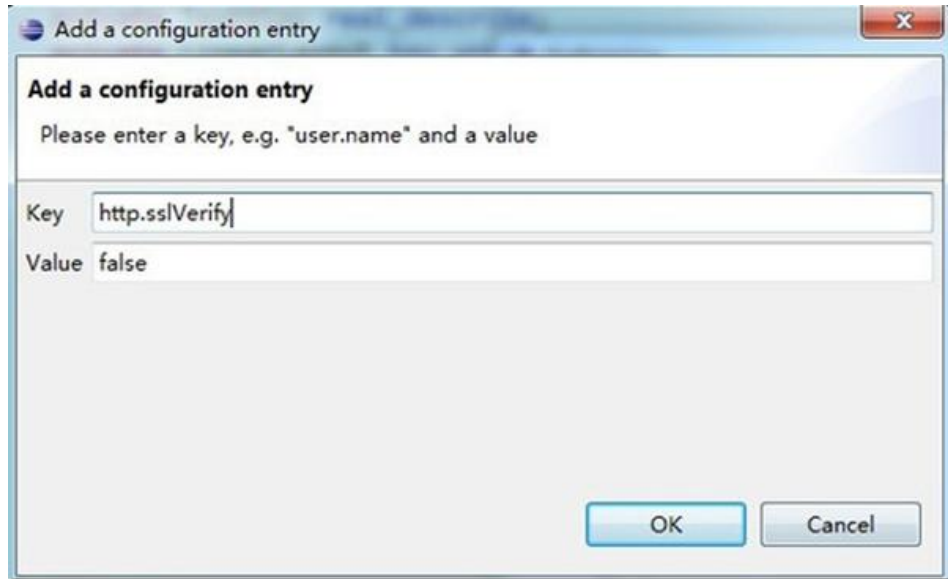 Add a configuration entry
Add a configuration entry
Please enter a key, e.g. "user.name" and a value
Key http.sslVerify
Value false
OK Cancel